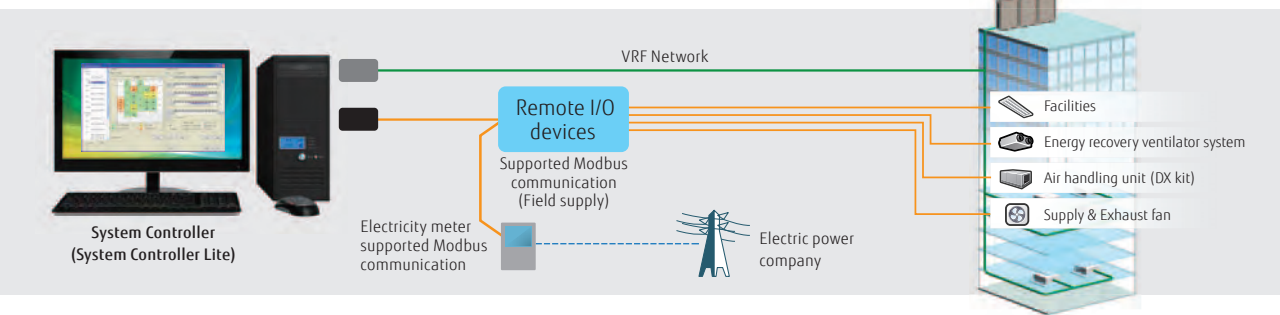 VRF Network
Remote I/O
devices
Supported Modbus
communication
(Field supply)
Facilities
Energy recovery ventilator system
Air handling unit (DX kit)
Supply & Exhaust fan
System Controller
(System Controller Lite)
Electricity meter
supported Modbus
communication
Electric power
company